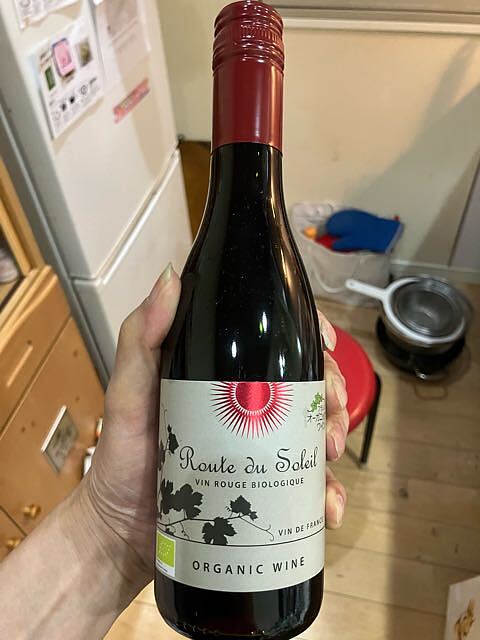 Route du Soleil
VIN ROUGE BIOLOGIQUE
VIN DE FRANCE
ORGANIC WINE